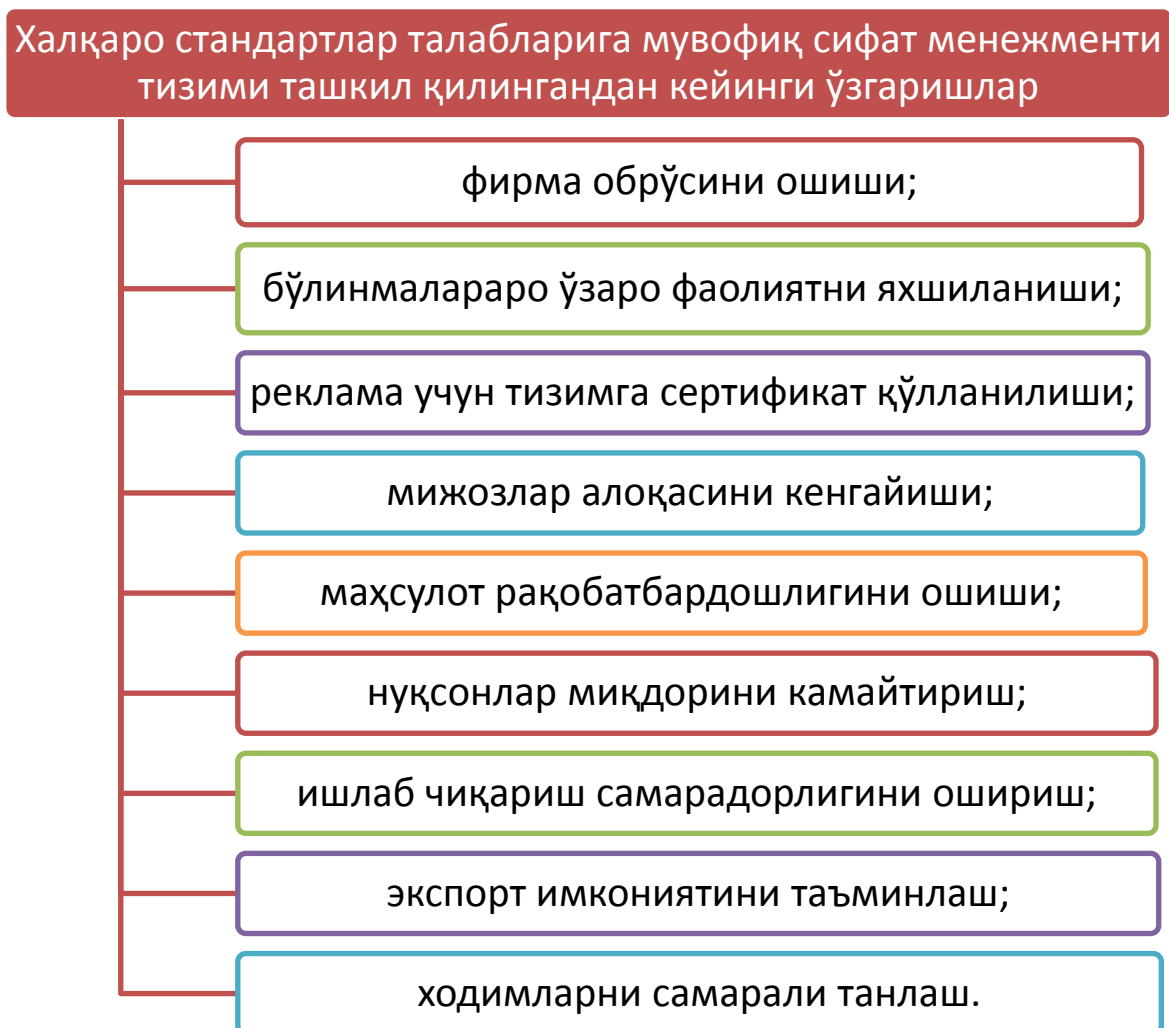 Халқаро стандартлар талабларига мувофиқ сифат менежменти
тизими ташкил қилингандан кейинги ўзгаришлар
фирма обрўсини ошиши;
бўлинмалараро ўзаро фаолиятни яхшиланиши;
реклама учун тизимга сертификат қўлланилиши;
мижозлар алоқасини кенгайиши;
маҳсулот рақобатбардошлигини ошиши;
нуқсонлар миқдорини камайтириш;
ишлаб чиқариш самарадорлигини ошириш;
экспорт имкониятини таъминлаш;
ходимларни самарали танлаш.